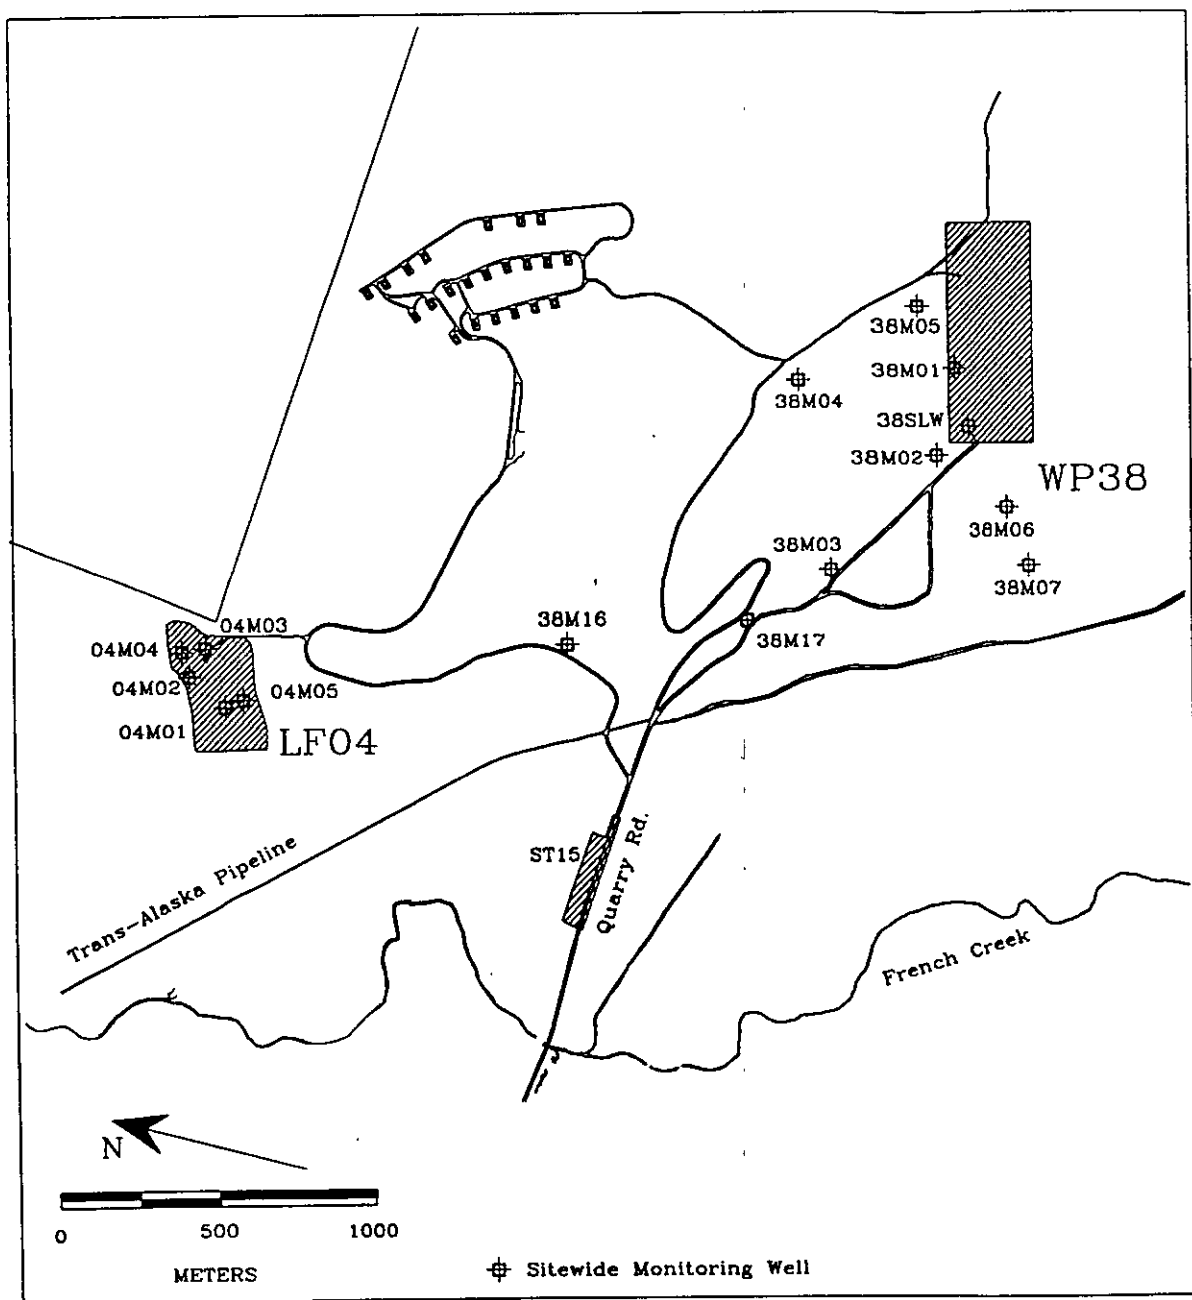 38M05
38M01
38M04
38SLW
38M02
WP38
38M06
38M03
38M07
38M16
04M03
38M17
04M04
04M02
04M05
04M01
LF04
ST15
Quarry Rd.
Trans-Alaska Pipeline
French Creek
N
0 500 1000
METERS
Sitewide Monitoring Well